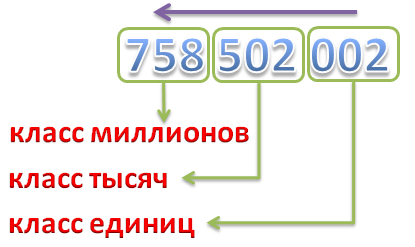 758 502 002
класс миллионов
класс тысяч
класс единиц